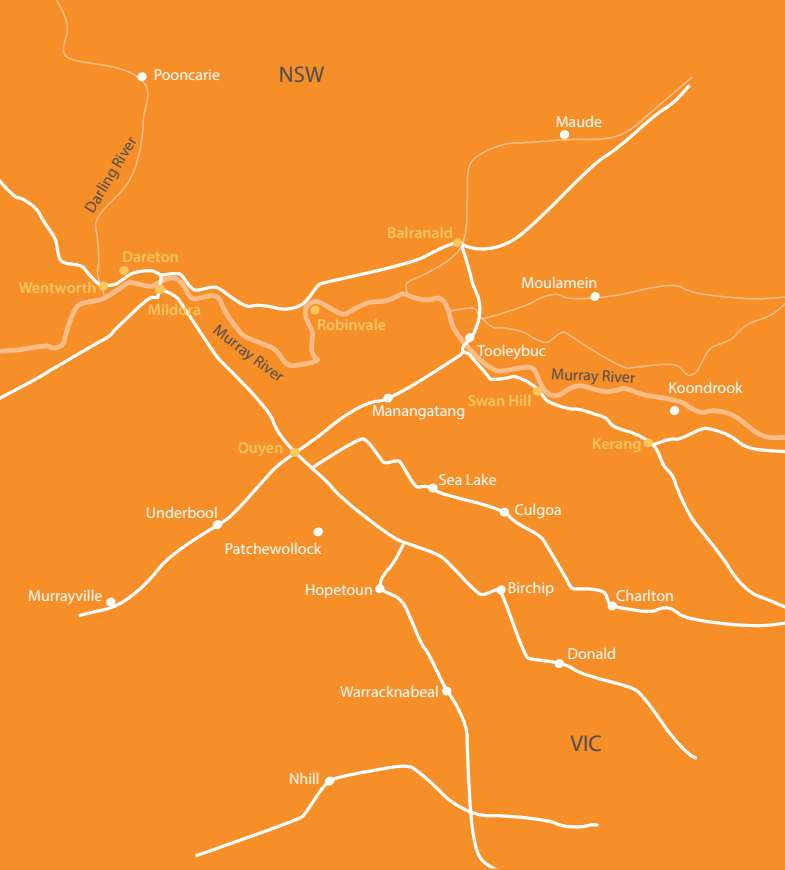 NSW
Pooncarie
Maude
Darling River
Balranald
Dareton
Moulamein
Wentworth
Mildura
Robinvale
Murray River
Tooleybuc
Murray River
Koondrook
Swan Hill
Manangatang
Kerang
Ouyen
Sea Lake
Culgoa
Underbool
Patchewollock
Murrayville
Hopetoun
Birchip
Charlton
Donald
Warracknabeal
VIC
Nhill